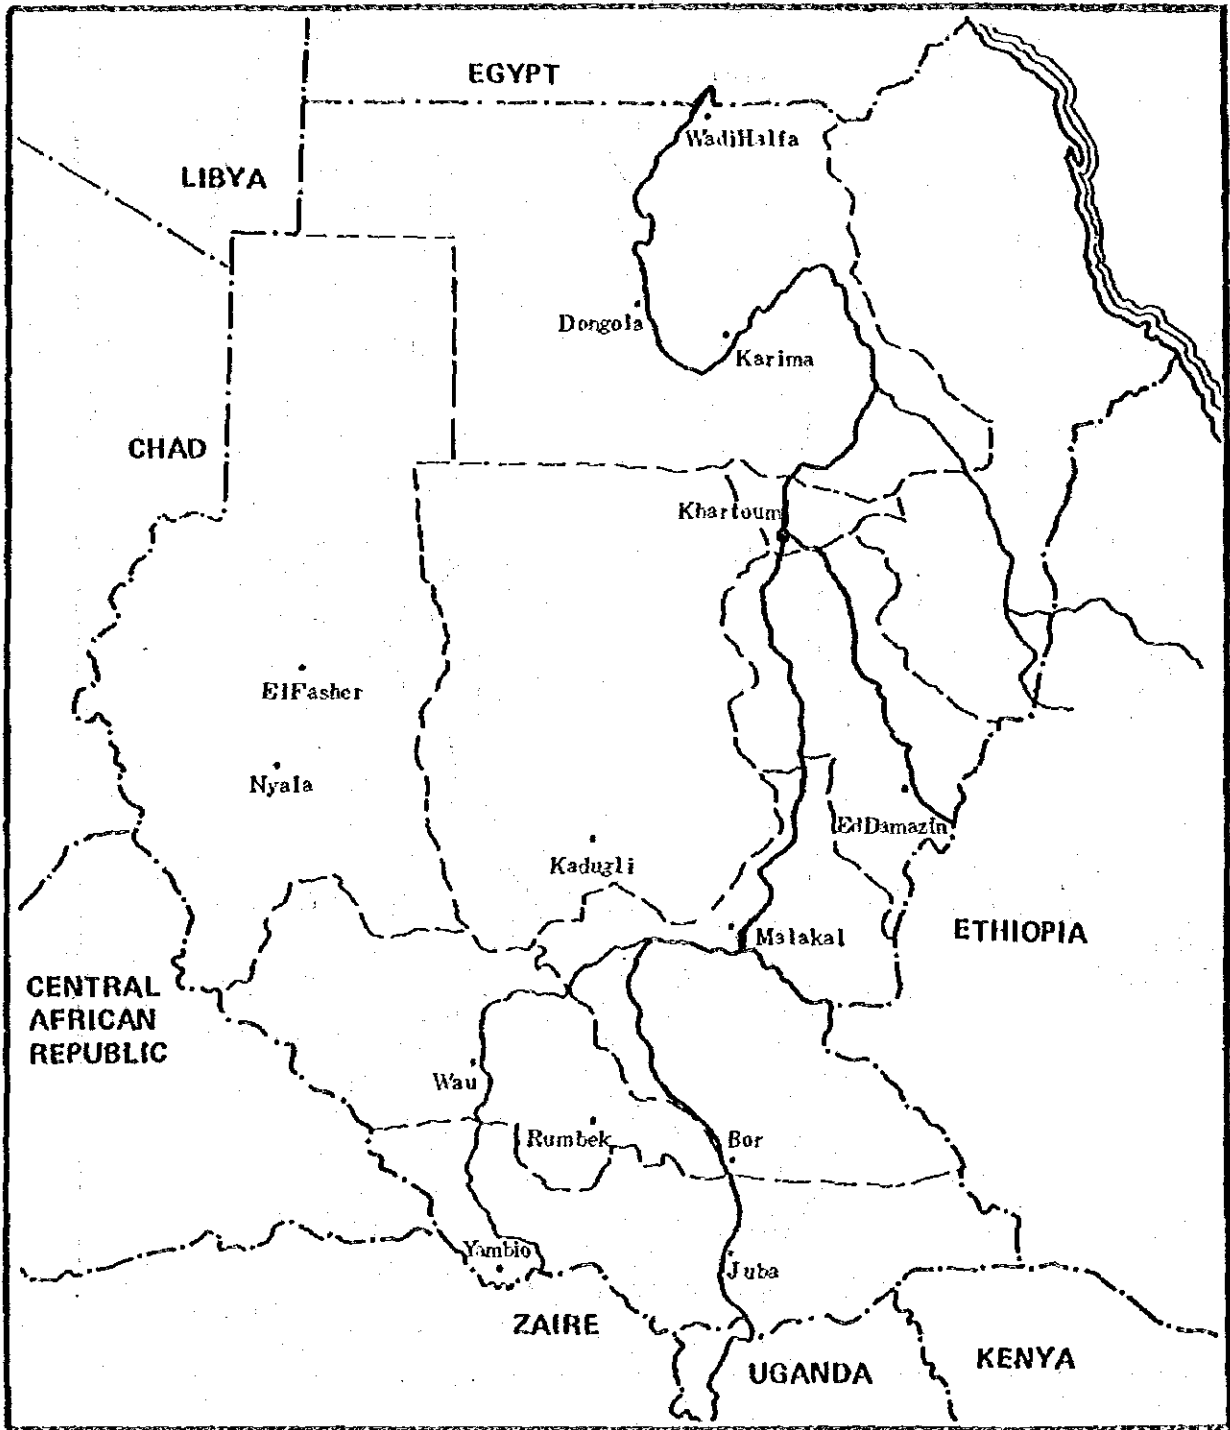 EGYPT
WadiHalfa
LIBYA
Dongola
Karima
CHAD
Khartoum
ElFasher
Nyala
EdDamazin
Kadugli
Malakal
ETHIOPIA
CENTRAL
AFRICAN
REPUBLIC
Wau
Rumbek
Bor
Yambio
Juba
ZAIRE
UGANDA
KENYA